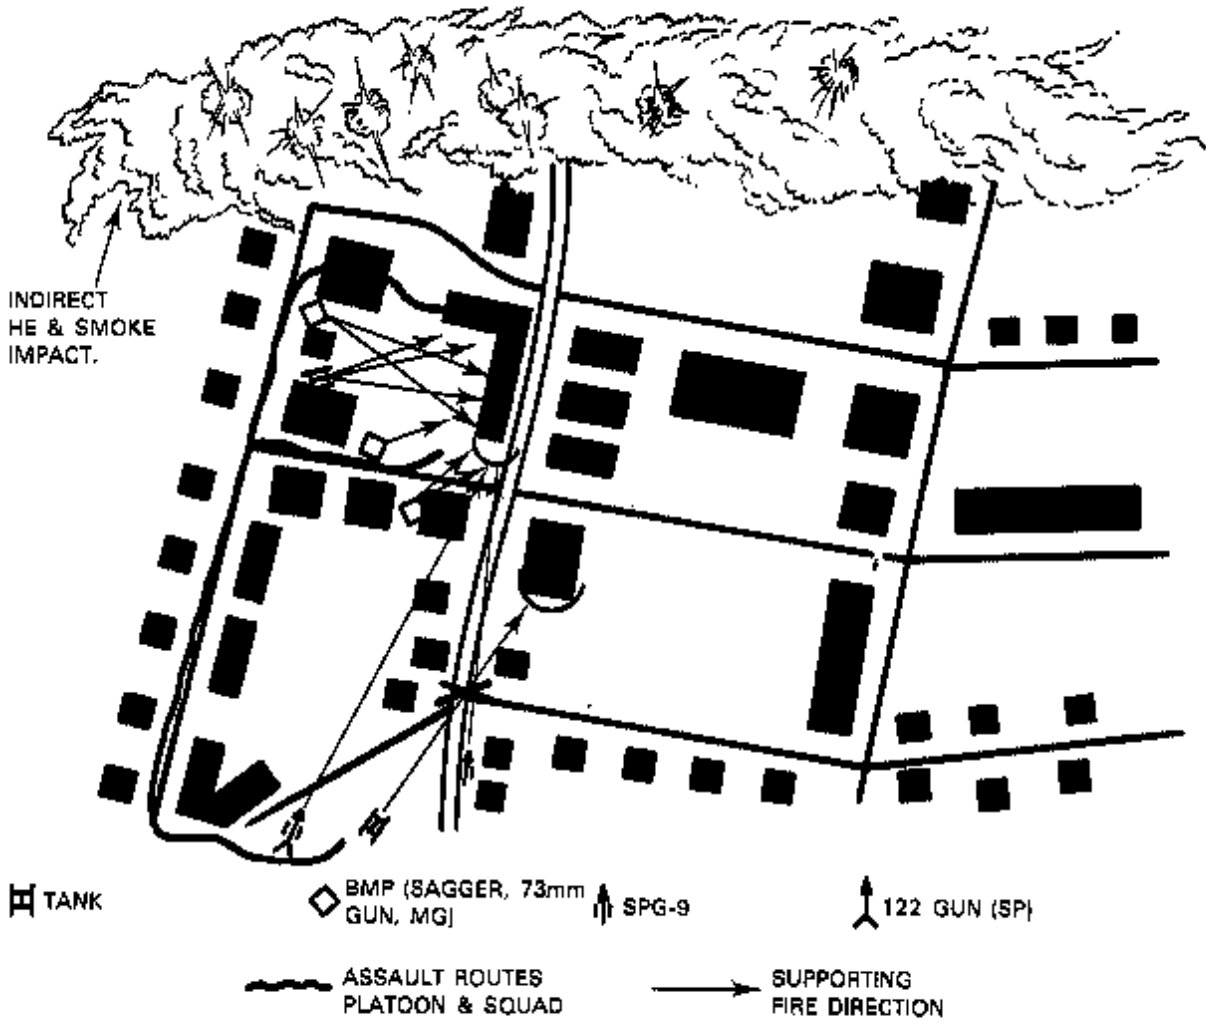 INDIRECT
HE & SMOKE
IMPACT.
TANK
BMP (SAGGER, 73mm
GUN, MG)
SPG-9
122 GUN (SP)
ASSAULT ROUTES
PLATOON & SQUAD
SUPPORTING
FIRE DIRECTION